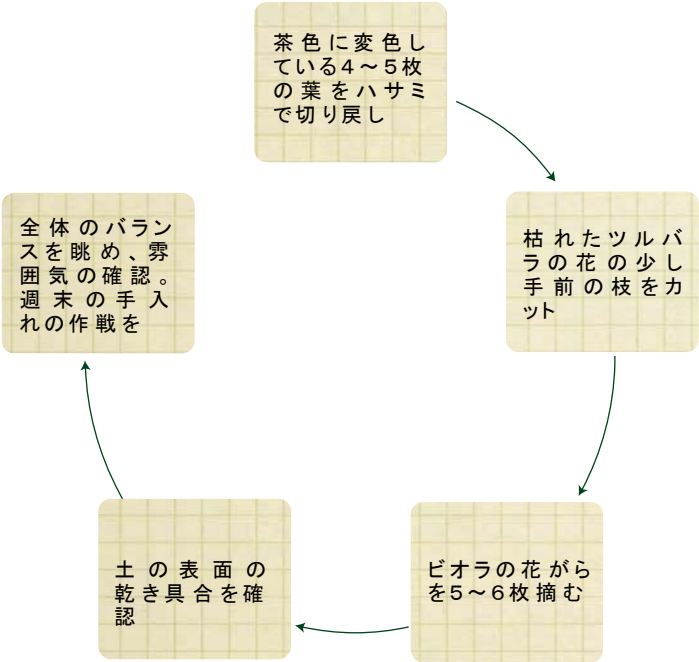 茶色に変色し
ている4～5枚
の葉をハサミ
で切り戻し
枯れたツルバ
ラの花の少し
手前の枝をカ
ット
ビオラの花がら
を5～6枚摘む
土の表面の
乾き具合を確
認
全体のバラン
スを眺め、雰
囲気の確認。
週末の手入
れの作戦を